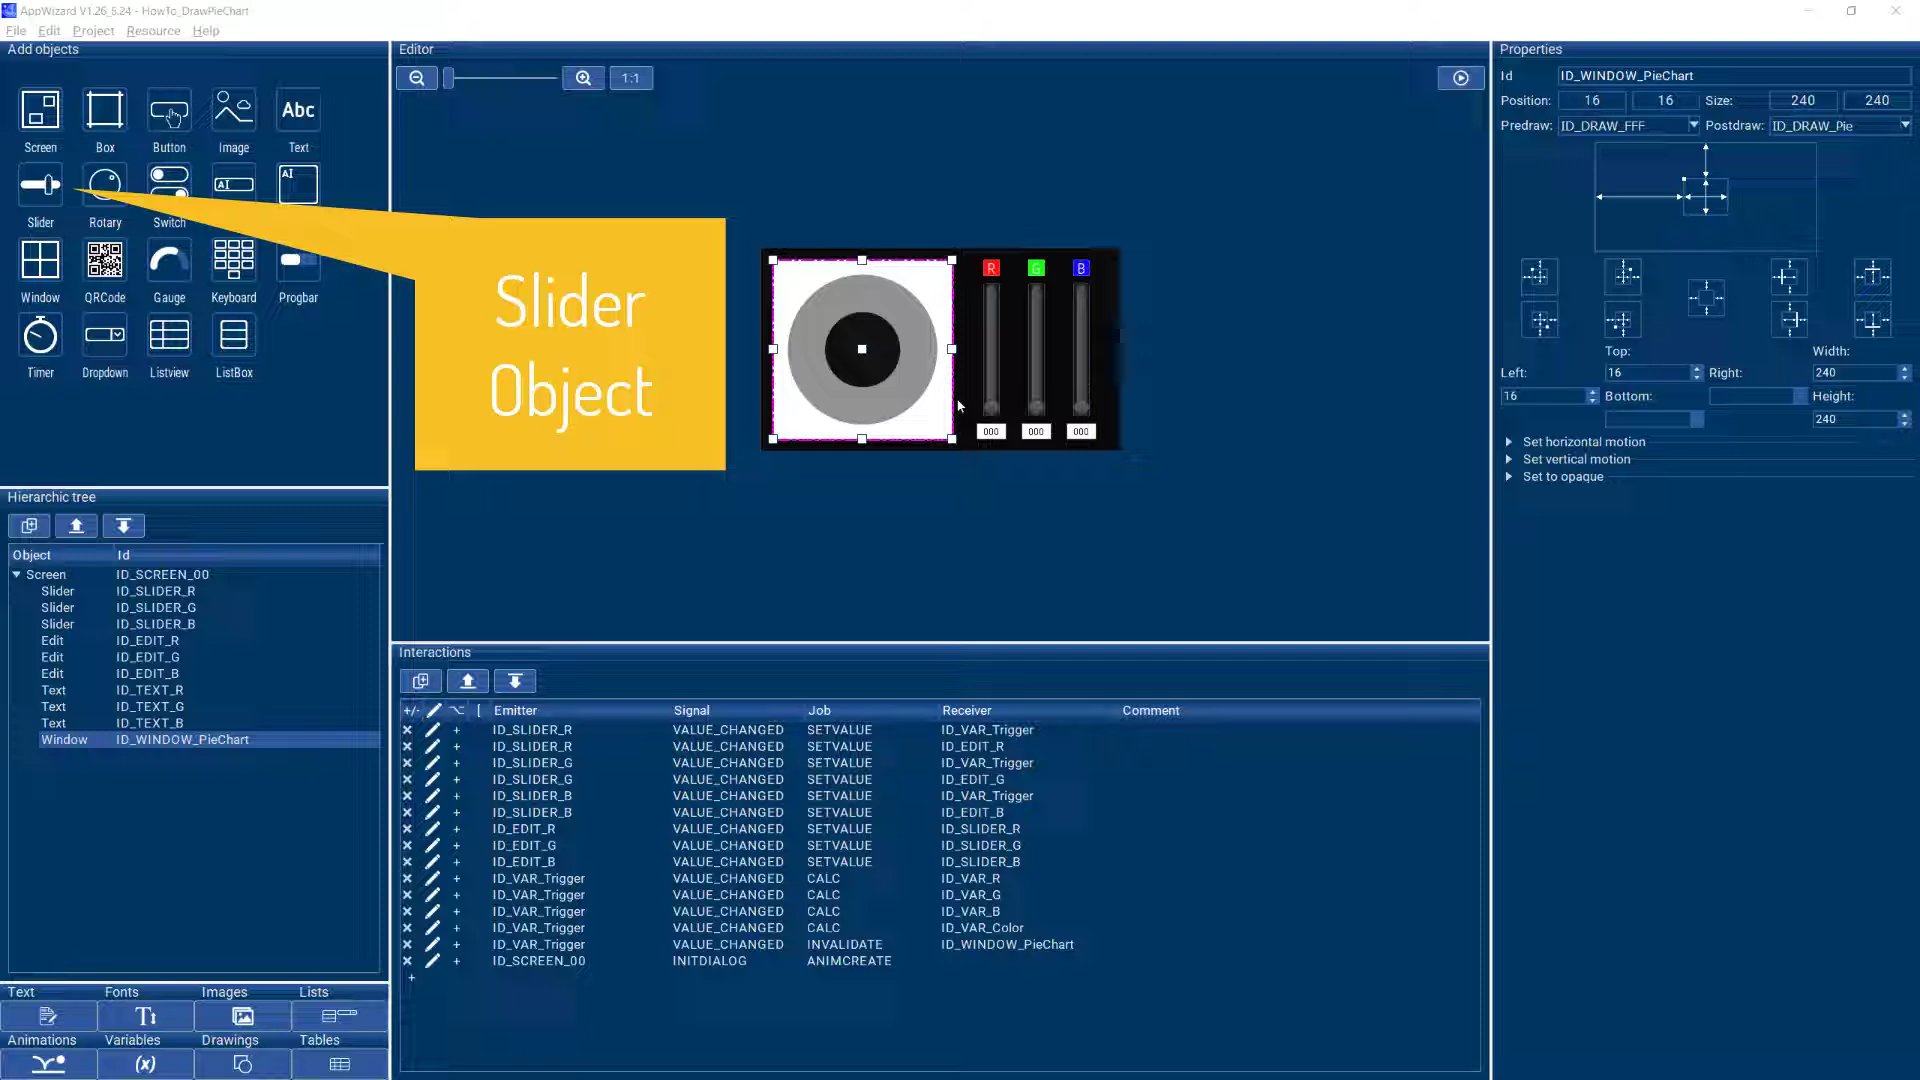 AppWizard V1.26_5.24 - HowTo_DrawPieChart
File Edit Project Resource Help
Add objects
Screen Box Button Image Text
Abc
Slider Rotary Switch
AI AI
Window QRCode Gauge Keyboard Progbar
Timer Dropdown Listview ListBox
Slider
Object
Editor
1:1
R G B
000 000 000
Properties
Id ID_WINDOW_PieChart
Position: 16 16 Size: 240 240
Predraw: ID_DRAW_FFF Postdraw: ID_DRAW_Pie
Top: Width:
Left: 16 Right: 240
16 Bottom: Height:
240
Set horizontal motion
Set vertical motion
Set to opaque
Hierarchic tree
Object Id
Screen ID_SCREEN_00
Slider ID_SLIDER_R
Slider ID_SLIDER_G
Slider ID_SLIDER_B
Edit ID_EDIT_R
Edit ID_EDIT_G
Edit ID_EDIT_B
Text ID_TEXT_R
Text ID_TEXT_G
Text ID_TEXT_B
Window ID_WINDOW_PieChart
Interactions
+/- [ Emitter Signal Job Receiver Comment
ID_SLIDER_R VALUE_CHANGED SETVALUE ID_VAR_Trigger
ID_SLIDER_R VALUE_CHANGED SETVALUE ID_EDIT_R
ID_SLIDER_G VALUE_CHANGED SETVALUE ID_VAR_Trigger
ID_SLIDER_G VALUE_CHANGED SETVALUE ID_EDIT_G
ID_SLIDER_B VALUE_CHANGED SETVALUE ID_VAR_Trigger
ID_SLIDER_B VALUE_CHANGED SETVALUE ID_EDIT_B
ID_EDIT_R VALUE_CHANGED SETVALUE ID_SLIDER_R
ID_EDIT_G VALUE_CHANGED SETVALUE ID_SLIDER_G
ID_EDIT_B VALUE_CHANGED SETVALUE ID_SLIDER_B
ID_VAR_Trigger VALUE_CHANGED CALC ID_VAR_R
ID_VAR_Trigger VALUE_CHANGED CALC ID_VAR_G
ID_VAR_Trigger VALUE_CHANGED CALC ID_VAR_B
ID_VAR_Trigger VALUE_CHANGED CALC ID_VAR_Color
ID_VAR_Trigger VALUE_CHANGED INVALIDATE ID_WINDOW_PieChart
ID_SCREEN_00 INITDIALOG ANIMCREATE
Text Fonts Images Lists
Animations Variables Drawings Tables
(x)